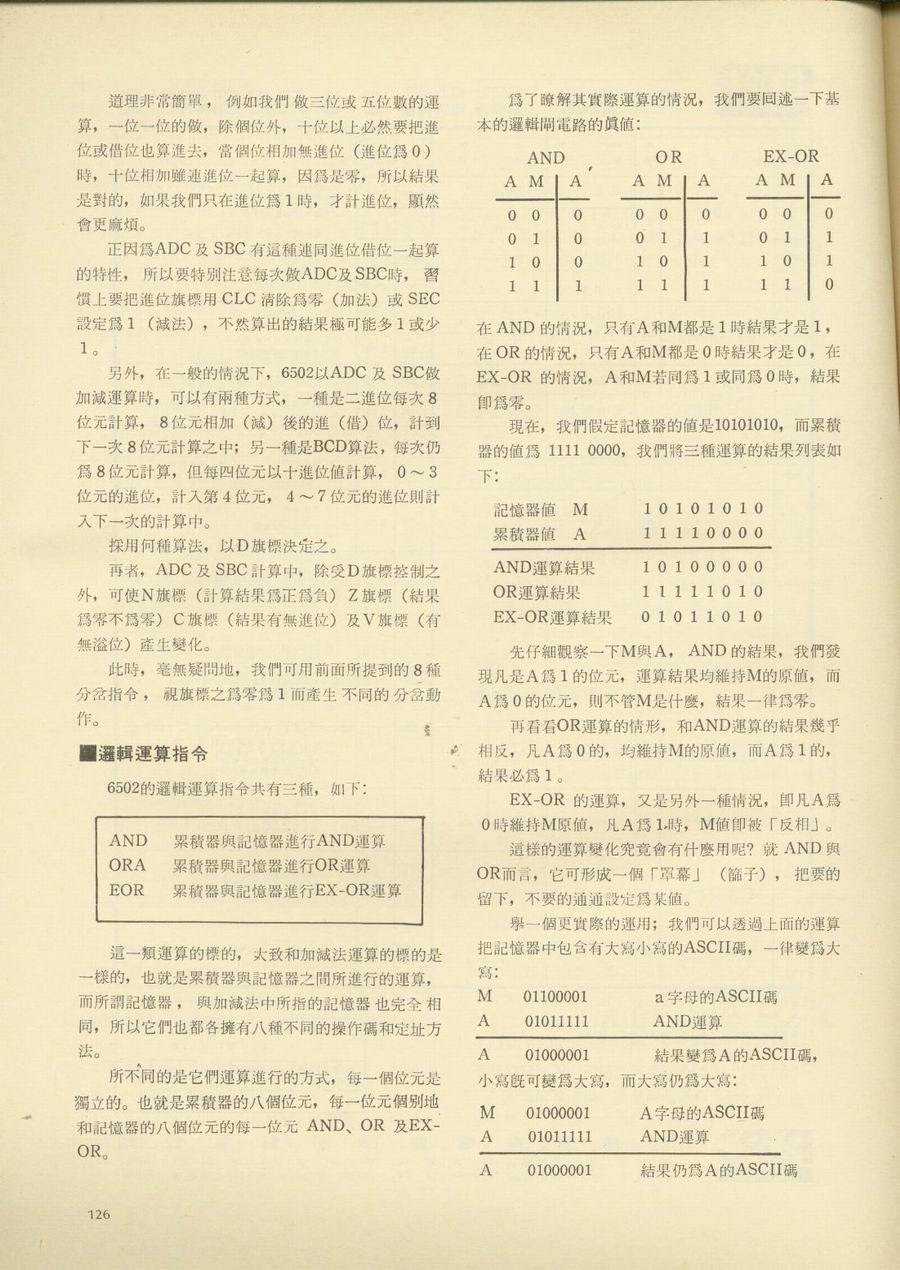 道理非常簡單， 例如我們 做三位或 五位數的運
算，一位一位的做，除個位外，十位以上必然要把進
位或借位也算進去，當個位相加無進位（進位爲0）
時，十位相加雖連進位一起算，因爲是零，所以結果
是對的，如果我們只在進位爲1時，才計進位，顯然
會更麻煩。
正因爲ADC 及 SBC 有這種連同進位借位一起算
的特性， 所以要特別注意每次做ADC及SBC時， 習
慣上要把進位旗標用 CLC 清除爲零（加法）或 SEC
設定爲1（減法），不然算出的結果極可能多1或少
1。
另外，在一般的情況下，6502以ADC 及 SBC做
加減運算時，可以有兩種方式，一種是二進位每次8
位元計算， 8位元相加（減）後的進（借）位，計到
下一次8位元計算之中；另一種是BCD算法，每次仍
爲8位元計算，但每四位元以十進位值計算， 0～3
位元的進位，計入第4位元， 4～7位元的進位則計
入下一次的計算中。
採用何種算法，以D旗標決定之。
再者，ADC 及 SBC計算中，除受D旗標控制之
外，可使N旗標（計算結果爲正爲負）Z旗標（結果
爲零不爲零）C旗標（結果有無進位）及V旗標（有
無溢位）產生變化。
此時，毫無疑問地，我們可用前面所提到的8種
分岔指令， 視旗標之爲零爲1而產生 不同的 分岔動
作。
■邏輯運算指令
6502的邏輯運算指令共有三種，如下：
AND 累積器與記憶器進行AND運算
ORA 累積器與記憶器進行OR運算
EOR 累積器與記憶器進行EX-OR運算
這一類運算的標的，大致和加減法運算的標的是
一樣的，也就是累積器與記憶器之間所進行的運算，
而所謂記憶器， 與加減法中所指的記憶器 也完全 相
同，所以它們也都各擁有八種不同的操作碼和定址方
法。
所不同的是它們運算進行的方式，每一個位元是
獨立的。也就是累積器的八個位元，每一位元個別地
和記憶器的八個位元的每一位元 AND、OR 及EX-
OR。
126
爲了瞭解其實際運算的情況，我們要回述一下基
本的邏輯閘電路的眞值：
AND OR EX-OR
A M A A M A A M A
0 0 0 0 0 0 0 0 0
0 1 0 0 1 1 0 1 1
1 0 0 1 0 1 1 0 1
1 1 1 1 1 1 1 1 0
在 AND 的情況，只有A和M都是1時結果才是1，
在 OR 的情況，只有A和M都是0時結果才是0，在
EX-OR 的情況， A和M若同爲1或同爲0時，結果
卽爲零。
現在，我們假定記憶器的值是10101010，而累積
器的值爲 1111 0000，我們將三種運算的結果列表如
下：
記憶器値 M 1 0 1 0 1 0 1 0
累積器値 A 1 1 1 1 0 0 0 0
AND運算結果 1 0 1 0 0 0 0 0
OR運算結果 1 1 1 1 1 0 1 0
EX-OR運算結果 0 1 0 1 1 0 1 0
先仔細觀察一下M與A， AND 的結果，我們發
現凡是A爲1的位元，運算結果均維持M的原值，而
A爲0的位元，則不管M是什麼，結果一律爲零。
再看看OR運算的情形，和AND運算的結果幾乎
相反，凡A爲0的，均維持M的原值，而A爲1的，
結果必爲1。
EX-OR 的運算，又是另外一種情況，卽凡A爲
0時維持M原值，凡A爲1時，M值卽被「反相」。
這樣的運算變化究竟會有什麼用呢？就 AND 與
OR而言，它可形成一個「罩幕」（篩子）， 把要的
留下，不要的通通設定爲某值。
舉一個更實際的運用；我們可以透過上面的運算
把記憶器中包含有大寫小寫的ASCII碼，一律變爲大
寫：
M 01100001 a字母的ASCII碼
A 01011111 AND運算
A 01000001 結果變爲A的ASCII碼，
小寫旣可變爲大寫，而大寫仍爲大寫：
M 01000001 A字母的ASCII碼
A 01011111 AND運算
A 01000001 結果仍爲A的ASCII碼